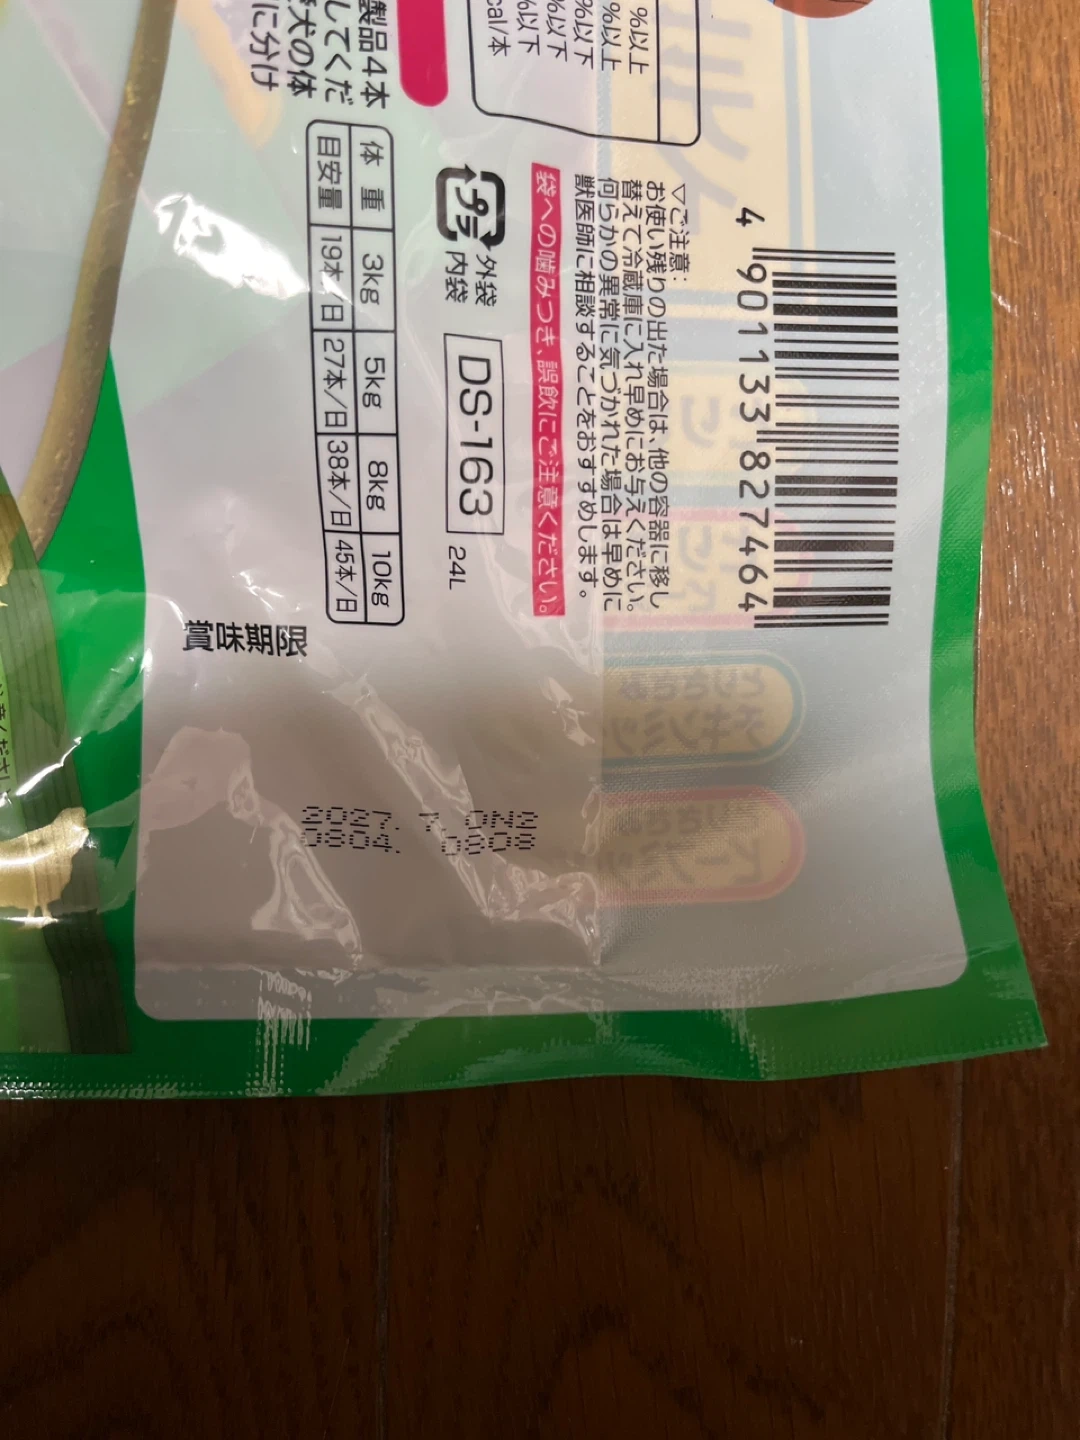 製品4本
してくだ
愛犬の体
に分け
%以上
%以上
%以下
%以下
%以下
cal/本
体 重 3kg 5kg 8kg 10kg
目安量 19本/日 27本/日 38本/日 45本/日
プラ
外袋
内袋
DS-163
24L
▽ご注意:
お使い残りの出た場合は、他の容器に移し
替えて冷蔵庫に入れ早めにお与えください。
何らかの異常に気づかれた場合は早めに
獣医師に相談することをおすすめします。
袋への噛みつき、誤飲にご注意ください。
4 901133 827464
賞味期限
2027. 7 ON2
0804. 0808